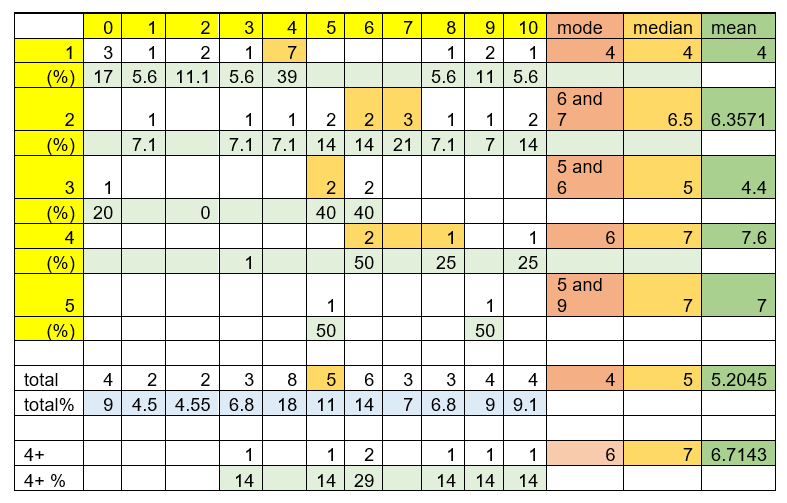 0 1 2 3 4 5 6 7 8 9 10 mode median mean
1 3 1 2 1 7 1 2 1 4 4 4
(%) 17 5.6 11.1 5.6 39 5.6 11 5.6
6 and
2 1 1 1 2 2 3 1 1 2 7 6.5 6.3571
(%) 7.1 7.1 7.1 14 14 21 7.1 7 14
5 and
3 1 2 2 6 5 4.4
(%) 20 0 40 40
4 2 1 1 6 7 7.6
(%) 1 50 25 25
5 and
5 1 1 9 7 7
(%) 50 50
total 4 2 2 3 8 5 6 3 3 4 4 4 5 5.2045
total% 9 4.5 4.55 6.8 18 11 14 7 6.8 9 9.1
4+ 1 1 2 1 1 1 6 7 6.7143
4+ % 14 14 29 14 14 14